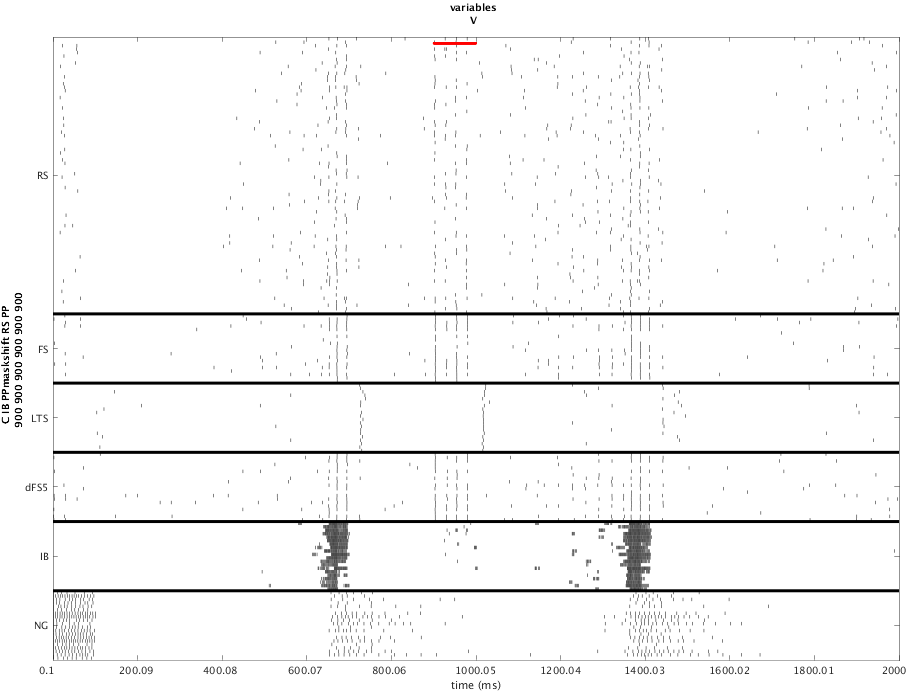 variables
V
C IB PPmaskshift RS PP
900 900 900 900 900 900 900
RS
FS
LTS
dFS5
IB
NG
0.1 200.09 400.08 600.07 800.06 1000.05 1200.04 1400.03 1600.02 1800.01 2000
time (ms)